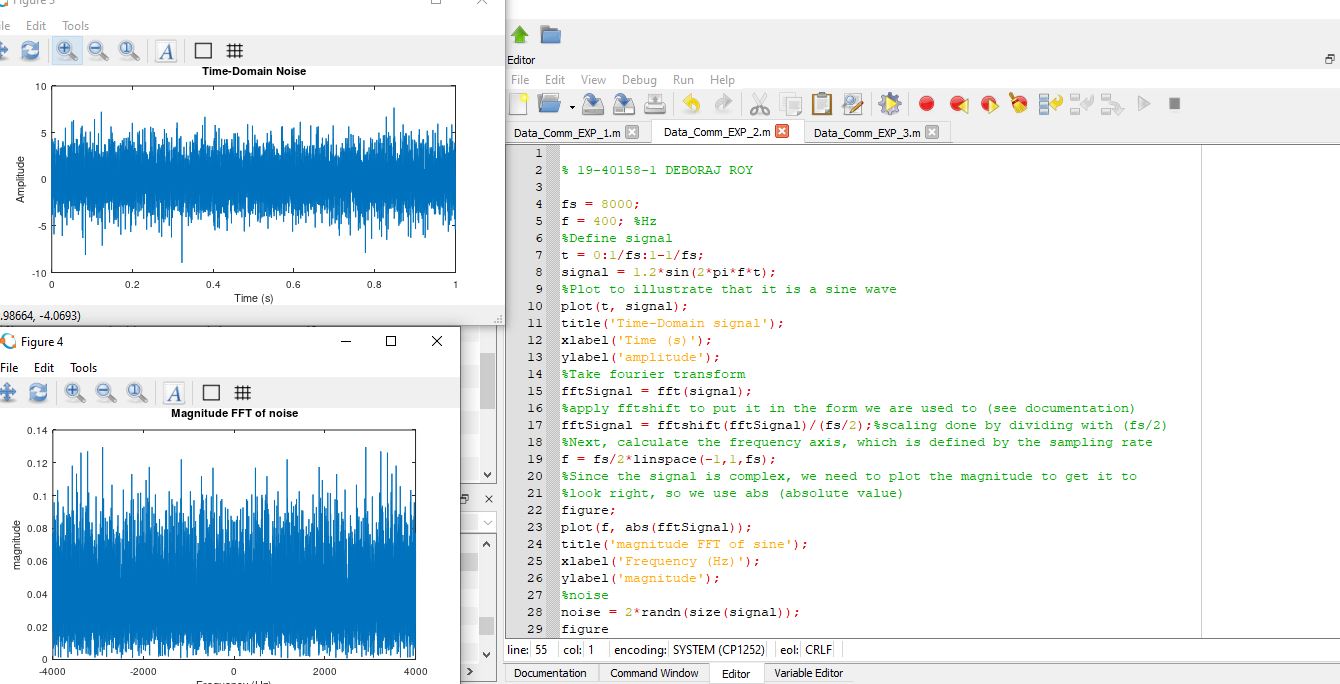 Figure 3
Edit Tools
Time-Domain Noise
10
5
0
-5
-10
Amplitude
0 0.2 0.4 0.6 0.8 1
Time (s)
.98664, -4.0693)
Figure 4
File Edit Tools
Magnitude FFT of noise
0.14
0.12
0.1
0.08
0.06
0.04
0.02
0
magnitude
-4000 -2000 0 2000 4000
Frequency (Hz)
Editor
File Edit View Debug Run Help
Data_Comm_EXP_1.m Data_Comm_EXP_2.m Data_Comm_EXP_3.m
1
2 % 19-40158-1 DEBORAJ ROY
3
4 fs = 8000;
5 f = 400; %Hz
6 %Define signal
7 t = 0:1/fs:1-1/fs;
8 signal = 1.2*sin(2*pi*f*t);
9 %Plot to illustrate that it is a sine wave
10 plot(t, signal);
11 title('Time-Domain signal');
12 xlabel('Time (s)');
13 ylabel('amplitude');
14 %Take fourier transform
15 fftSignal = fft(signal);
16 %apply fftshift to put it in the form we are used to (see documentation)
17 fftSignal = fftshift(fftSignal)/(fs/2);%scaling done by dividing with (fs/2)
18 %Next, calculate the frequency axis, which is defined by the sampling rate
19 f = fs/2*linspace(-1,1,fs);
20 %Since the signal is complex, we need to plot the magnitude to get it to
21 %look right, so we use abs (absolute value)
22 figure;
23 plot(f, abs(fftSignal));
24 title('magnitude FFT of sine');
25 xlabel('Frequency (Hz)');
26 ylabel('magnitude');
27 %noise
28 noise = 2*randn(size(signal));
29 figure
line: 55 col: 1 encoding: SYSTEM (CP1252) eol: CRLF
Documentation Command Window Editor Variable Editor